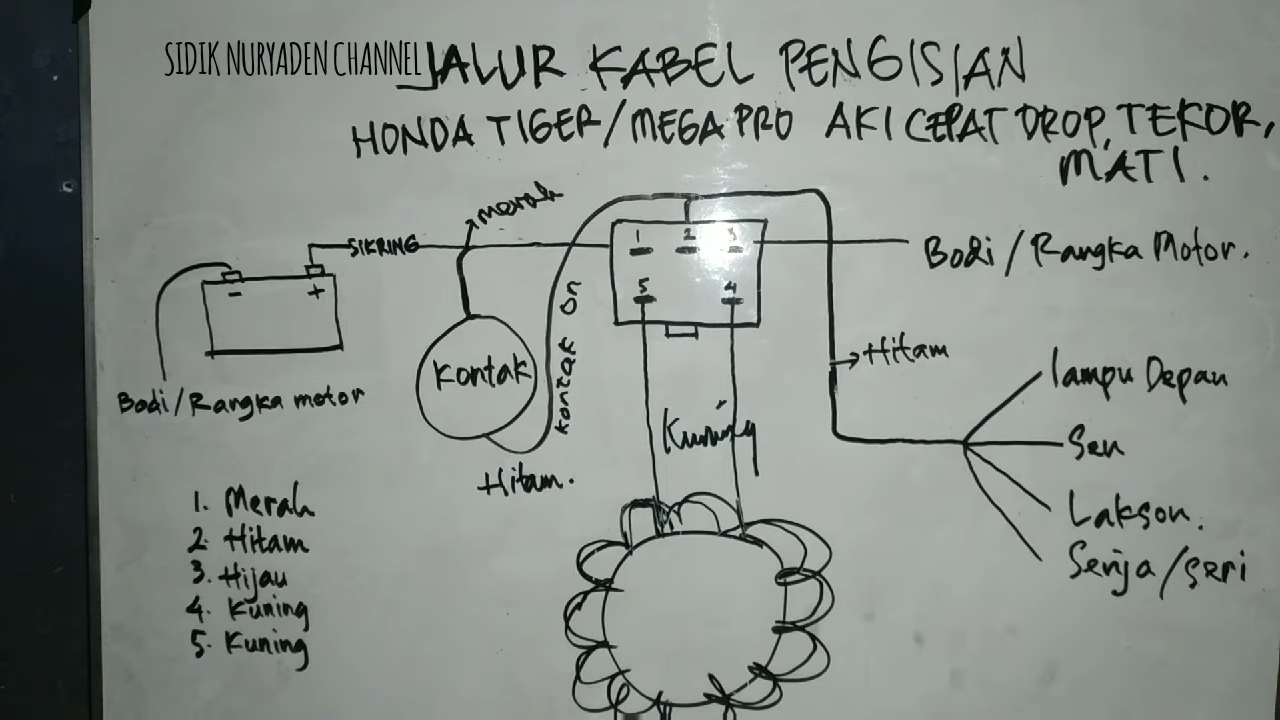 SIDIK NURYADEN CHANNEL
JALUR KABEL PENGISIAN
HONDA TIGER/MEGA PRO AKI CEPAT DROP, TEKOR,
MATI.
merah
SIKRING
1 2 3
5 4
Bodi/Rangka Motor.
- +
Kontak
Kontak ON
Hitam
Bodi/Rangka motor
Kuning
Hitam.
lampu Depan
Sen
Lakson.
Senja/seri
1. Merah
2. Hitam
3. Hijau
4. Kuning
5. Kuning